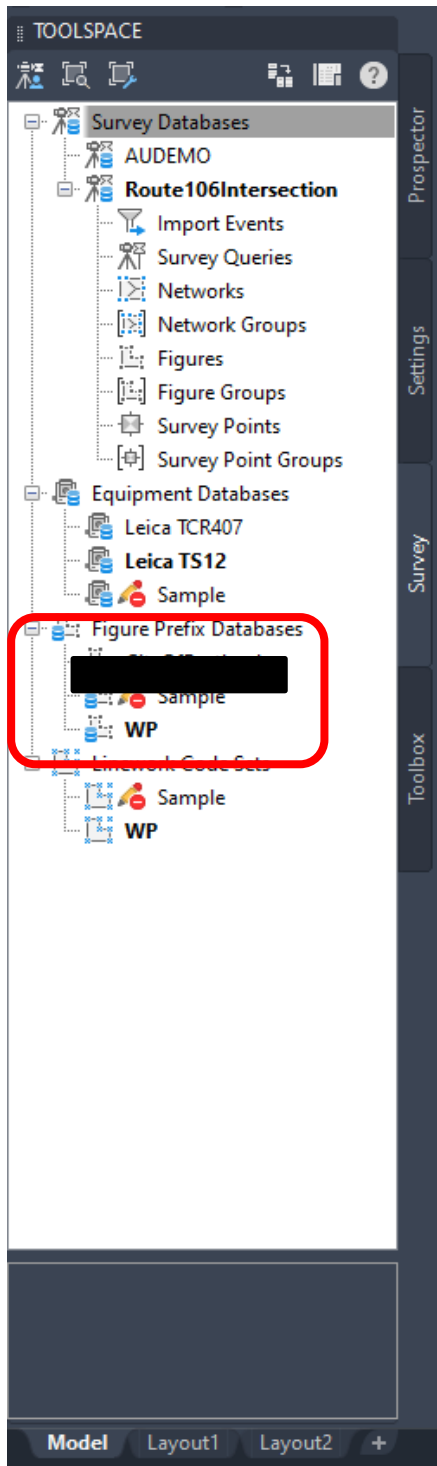 TOOLSPACE
Survey Databases
AUDEMO
Route106Intersection
Import Events
Survey Queries
Networks
Network Groups
Figures
Figure Groups
Survey Points
Survey Point Groups
Equipment Databases
Leica TCR407
Leica TS12
Sample
Figure Prefix Databases
Sample
WP
Linework Code Sets
Sample
WP
Prospector
Settings
Survey
Toolbox
Model
Layout1
Layout2
+